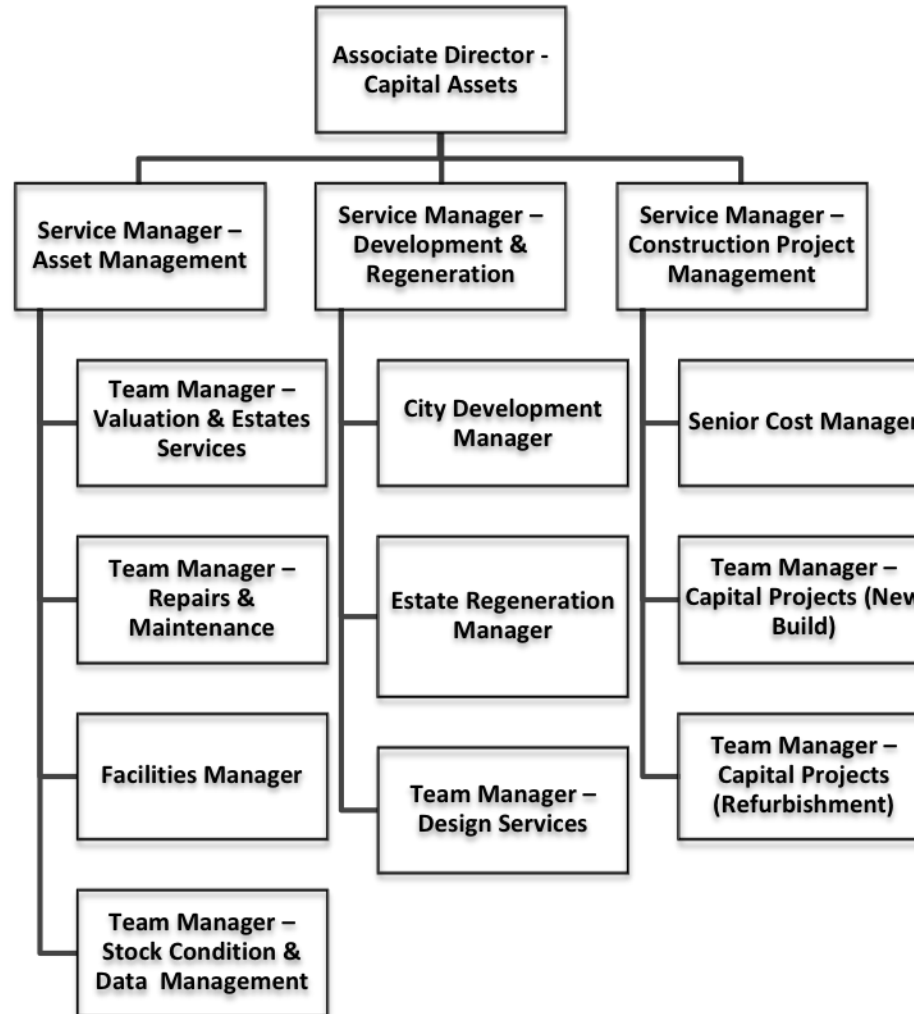 Associate Director -
Capital Assets
Service Manager –
Asset Management
Service Manager –
Development &
Regeneration
Service Manager –
Construction Project
Management
Team Manager –
Valuation & Estates
Services
Team Manager –
Repairs &
Maintenance
Facilities Manager
Team Manager –
Stock Condition &
Data  Management
City Development
Manager
Estate Regeneration
Manager
Team Manager –
Design Services
Senior Cost Manager
Team Manager –
Capital Projects (New
Build)
Team Manager –
Capital Projects
(Refurbishment)